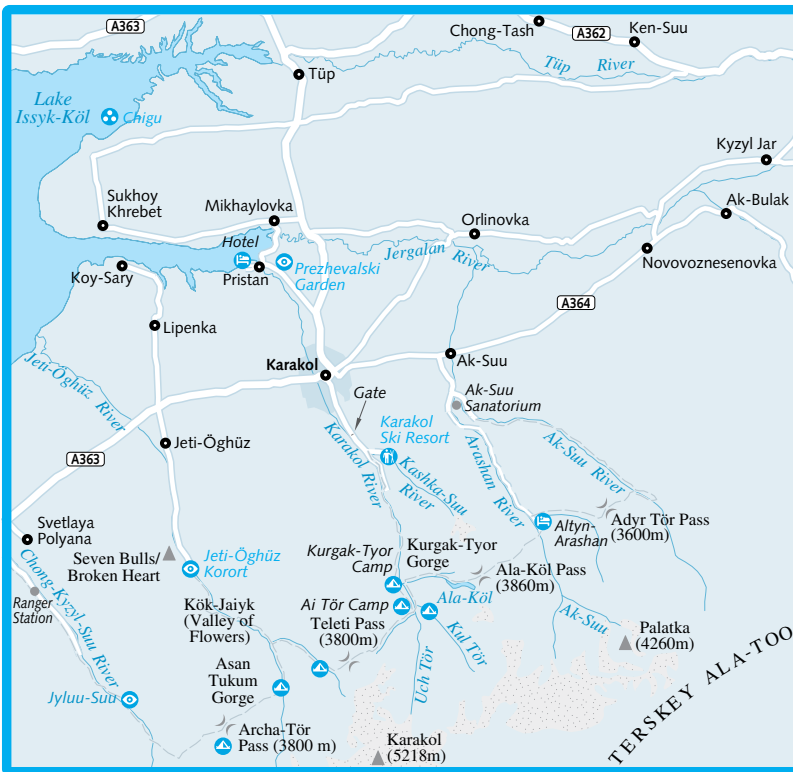 A363
Chong-Tash
A362
Ken-Suu
Tüp
Tüp River
Lake
Issyk-Köl
Chigu
Kyzyl Jar
Sukhoy
Khrebet
Mikhaylovka
Orlinovka
Ak-Bulak
Hotel
Prezhevalski
Garden
Jergalan
River
Koy-Sary
Pristan
Novovoznesenovka
A364
Lipenka
Jeti-Öghüz River
Karakol
Ak-Suu
Gate
Ak-Suu
Sanatorium
Karakol
Ski Resort
Karakol River
Kashka-Suu
River
Arashan River
Ak-Suu River
Jeti-Öghüz
A363
Svetlaya
Polyana
Seven Bulls/
Broken Heart
Jeti-Öghüz
Korort
Kurgak-Tyor
Camp
Kurgak-Tyor
Gorge
Altyn-
Arashan
Adyr Tör Pass
(3600m)
Ala-Köl Pass
(3860m)
Ranger
Station
Chong-Kyzyl-Suu River
Kök-Jaiyk
(Valley of
Flowers)
Ai Tör Camp
Ala-Köl
Teleti Pass
(3800m)
Ak-Suu
Palatka
(4260m)
Uch Tör
Kul Tör
Asan
Tukum
Gorge
Jyluu-Suu
Archa-Tör
Pass (3800 m)
Karakol
(5218m)
TERSKEY ALA-TOO